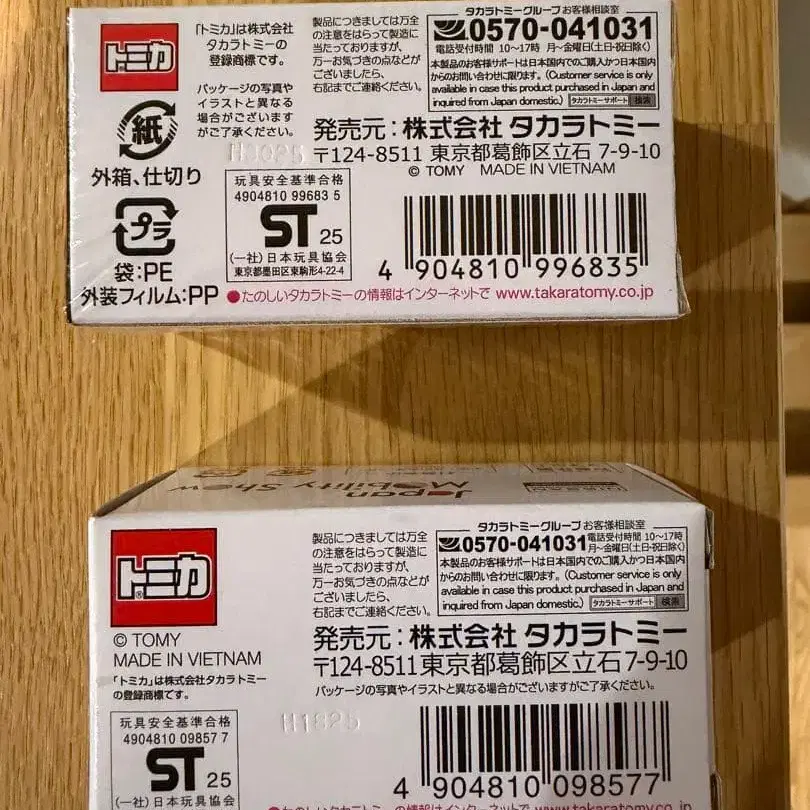 トミカ
「トミカ」は株式会社
タカラトミーの
登録商標です。
パッケージの写真や
イラストと異なる
場合がございます
がご了承ください。
紙
外箱、仕切り
プラ
袋:PE
外装フィルム:PP
製品につきましては万全
の注意をはらって製造に
当たっておりますが、
万一お気づきの点などが
ございましたら、
右記までご連絡ください。
タカラトミーグループ お客様相談室
0570-041031
電話受付時間 10〜17時 月〜金曜日(土・日・祝日除く)
本製品のお客様サポートは日本国内でのご購入かつ日本国内
からのお問い合わせに限ります。(Customer service is only
available in case this product purchased in Japan and
inquired from Japan domestic.) タカラトミーサポート 検索
発売元:株式会社 タカラトミー
〒124-8511 東京都葛飾区立石 7-9-10
© TOMY MADE IN VIETNAM
玩具安全基準合格
4904810 99683 5
ST 25
(一社)日本玩具協会
東京都墨田区東駒形4-22-4
4 904810 996835
●たのしいタカラトミーの情報はインターネットで www.takaratomy.co.jp
Japan
Mobility Show
トミカ
®
© TOMY
MADE IN VIETNAM
「トミカ」は株式会社タカラトミー
の登録商標です。
製品につきましては万全
の注意をはらって製造に
当たっておりますが、
万一お気づきの点などが
ございましたら、
右記までご連絡ください。
タカラトミーグループ お客様相談室
0570-041031 電話受付時間 10〜17時
月〜金曜日(土・日・祝日除く)
本製品のお客様サポートは日本国内でのご購入かつ日本国内
からのお問い合わせに限ります。(Customer service is only
available in case this product purchased in Japan and
inquired from Japan domestic.) タカラトミーサポート 検索
発売元:株式会社 タカラトミー
〒124-8511 東京都葛飾区立石 7-9-10
パッケージの写真やイラストと異なる場合がございますがご了承ください。
玩具安全基準合格
4904810 09857 7
ST 25
(一社)日本玩具協会
H1825
4 904810 098577
●たのしいタカラトミーの情報はインターネットで www.takaratomy.co.jp